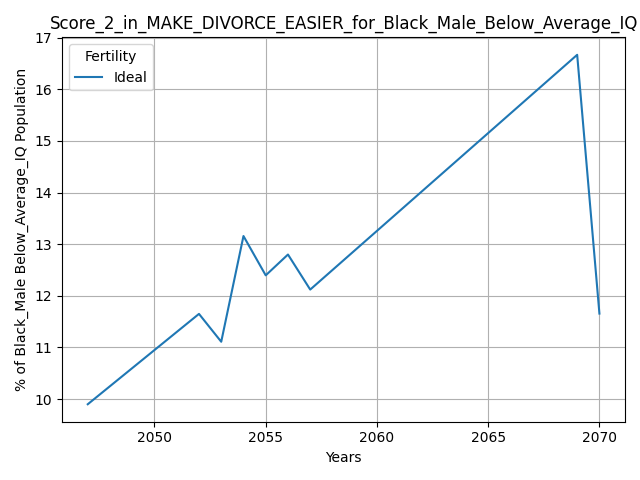 Score_2_in_MAKE_DIVORCE_EASIER_for_Black_Male_Below_Average_IQ
Fertility
Ideal
% of Black_Male Below_Average_IQ Population
17
16
15
14
13
12
11
10
2050 2055 2060 2065 2070
Years